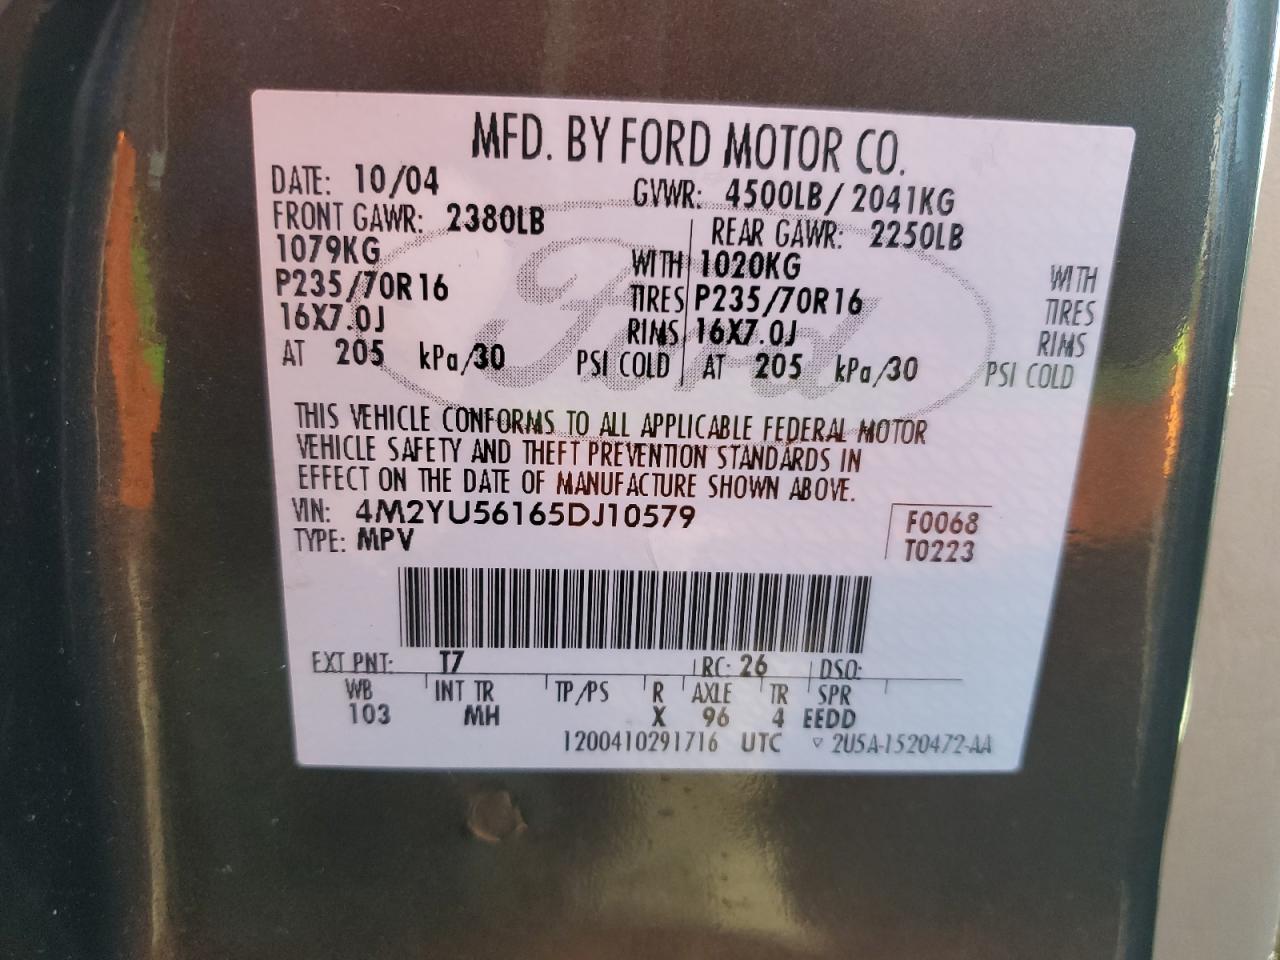 MFD. BY FORD MOTOR CO.
DATE: 10/04 GVWR: 4500LB/ 2041KG
FRONT GAWR: 2380LB REAR GAWR: 2250LB
1079KG WITH 1020KG WITH
P235/70R16 TIRES P235/70R16 TIRES
16X7.0J RIMS 16X7.0J RIMS
AT 205 kPa/30 PSI COLD AT 205 kPa/30 PSI COLD
Ford
THIS VEHICLE CONFORMS TO ALL APPLICABLE FEDERAL MOTOR
VEHICLE SAFETY AND THEFT PREVENTION STANDARDS IN
EFFECT ON THE DATE OF MANUFACTURE SHOWN ABOVE.
VIN: 4M2YU56165DJ10579 F0068
TYPE: MPV T0223
EXT PNT: T7 RC: 26 DSO:
WB INT TR TP/PS R AXLE TR SPR
103 MH X 96 4 EEDD
1200410291716 UTC ▽ 2U5A-1520472-AA